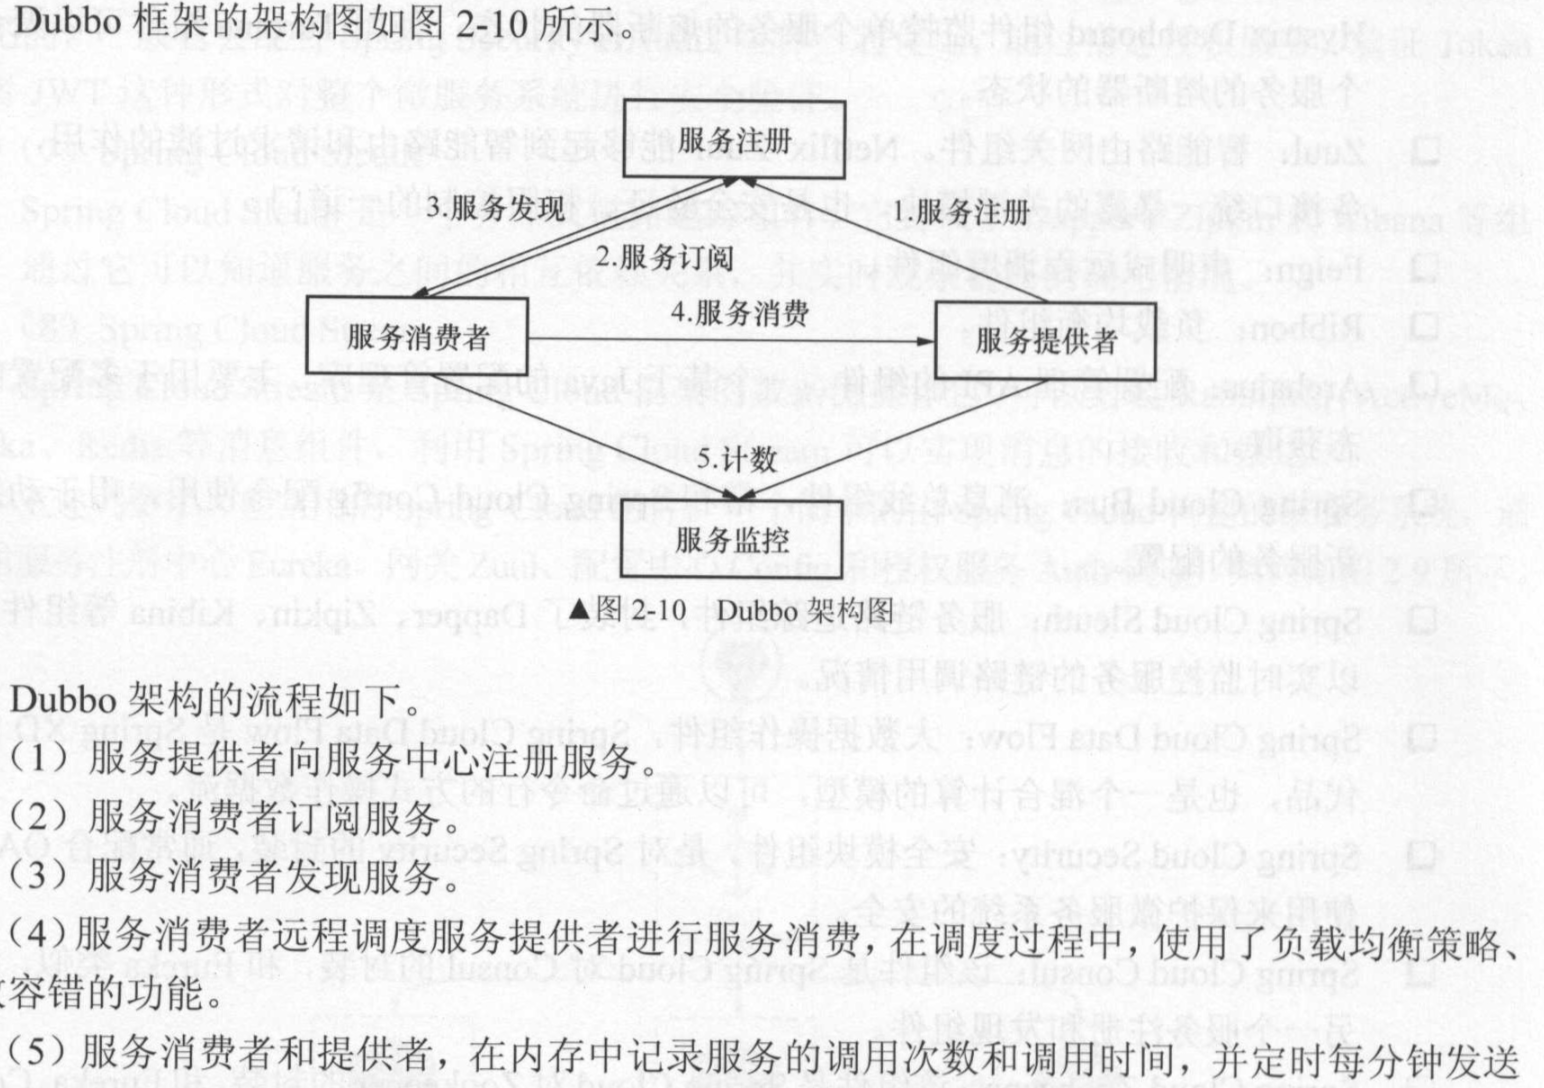 Dubbo 框架的架构图如图 2-10 所示。
服务注册
3.服务发现
1.服务注册
2.服务订阅
4.服务消费
服务消费者
服务提供者
5.计数
服务监控
▲图 2-10 Dubbo 架构图
Dubbo 架构的流程如下。
（1）服务提供者向服务中心注册服务。
（2）服务消费者订阅服务。
（3）服务消费者发现服务。
（4）服务消费者远程调度服务提供者进行服务消费，在调度过程中，使用了负载均衡策略、
容错的功能。
（5）服务消费者和提供者，在内存中记录服务的调用次数和调用时间，并定时每分钟发送